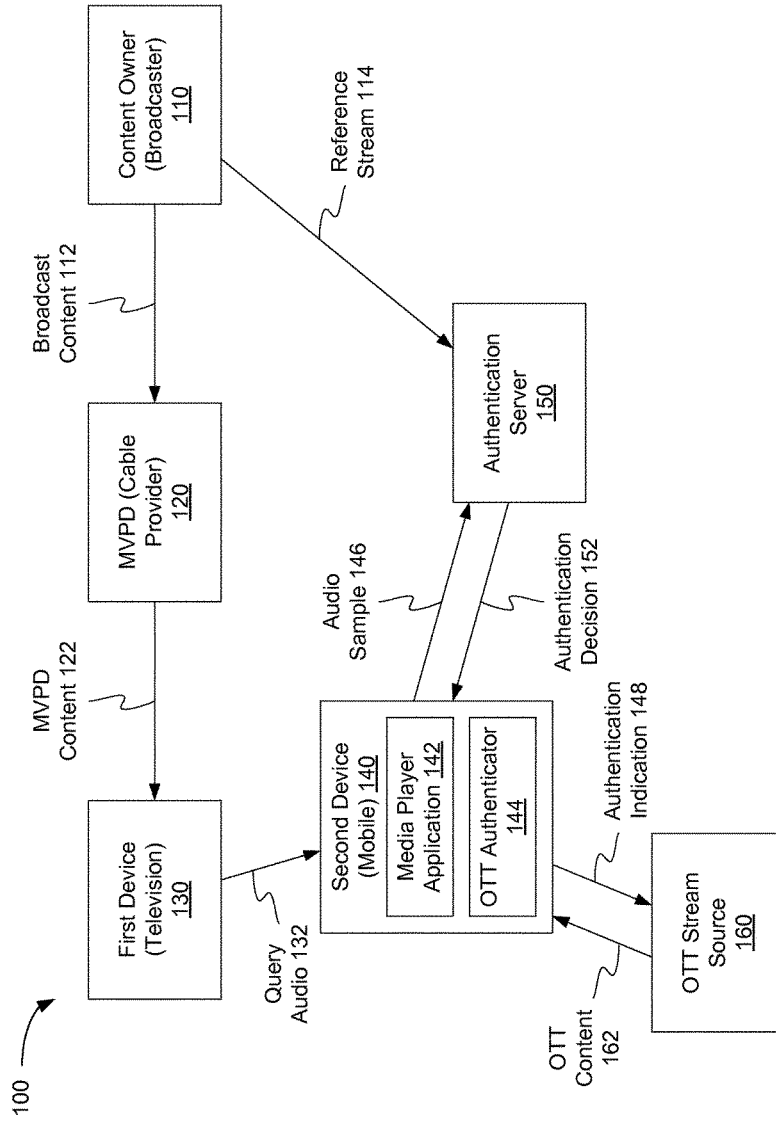 100
First Device
(Television)
130
MVPD
Content 122
MVPD (Cable
Provider)
120
Broadcast
Content 112
Content Owner
(Broadcaster)
110
Query
Audio 132
Reference
Stream 114
Second Device
(Mobile) 140
Media Player
Application 142
OTT Authenticator
144
Audio
Sample 146
Authentication
Decision 152
Authentication
Server
150
OTT
Content
162
Authentication
Indication 148
OTT Stream
Source
160